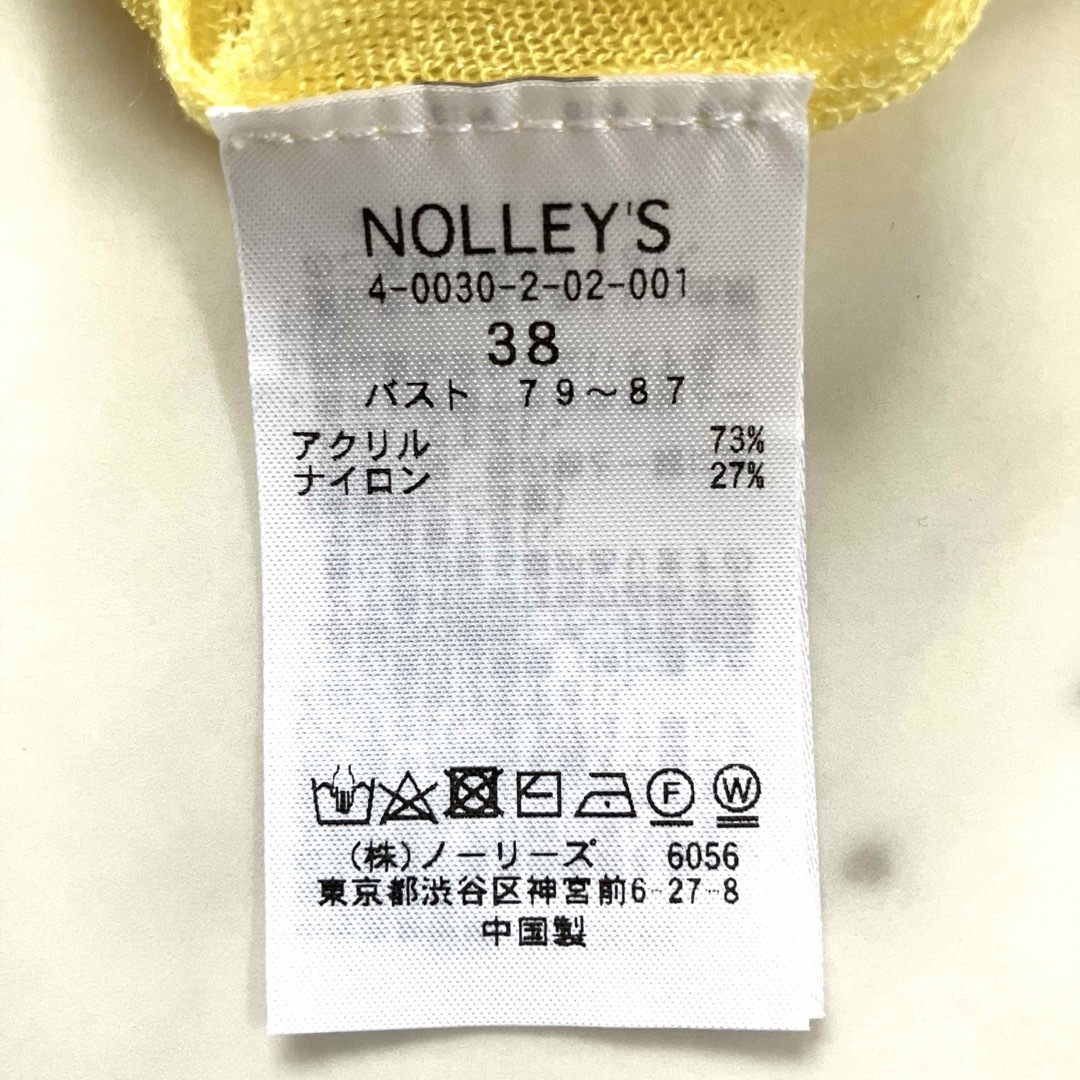 NOLLEY'S
4-0030-2-02-001
38
バスト 79～87
アクリル 73%
ナイロン 27%
F W
(株)ノーリーズ 6056
東京都渋谷区神宮前6-27-8
中国製